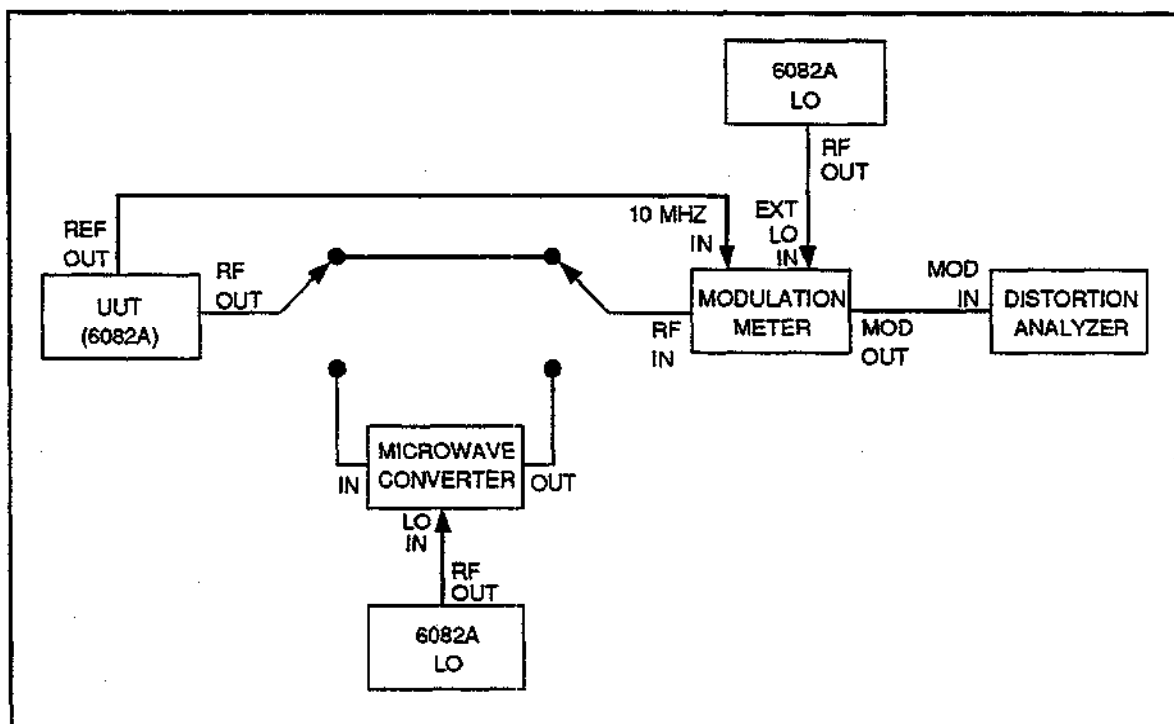 6082A
LO
RF
OUT
REF
OUT
10 MHZ
IN
EXT
LO
IN
UUT
(6082A)
RF
OUT
RF
IN
MODULATION
METER
MOD
OUT
MOD
IN
DISTORTION
ANALYZER
IN
MICROWAVE
CONVERTER
OUT
LO
IN
RF
OUT
6082A
LO